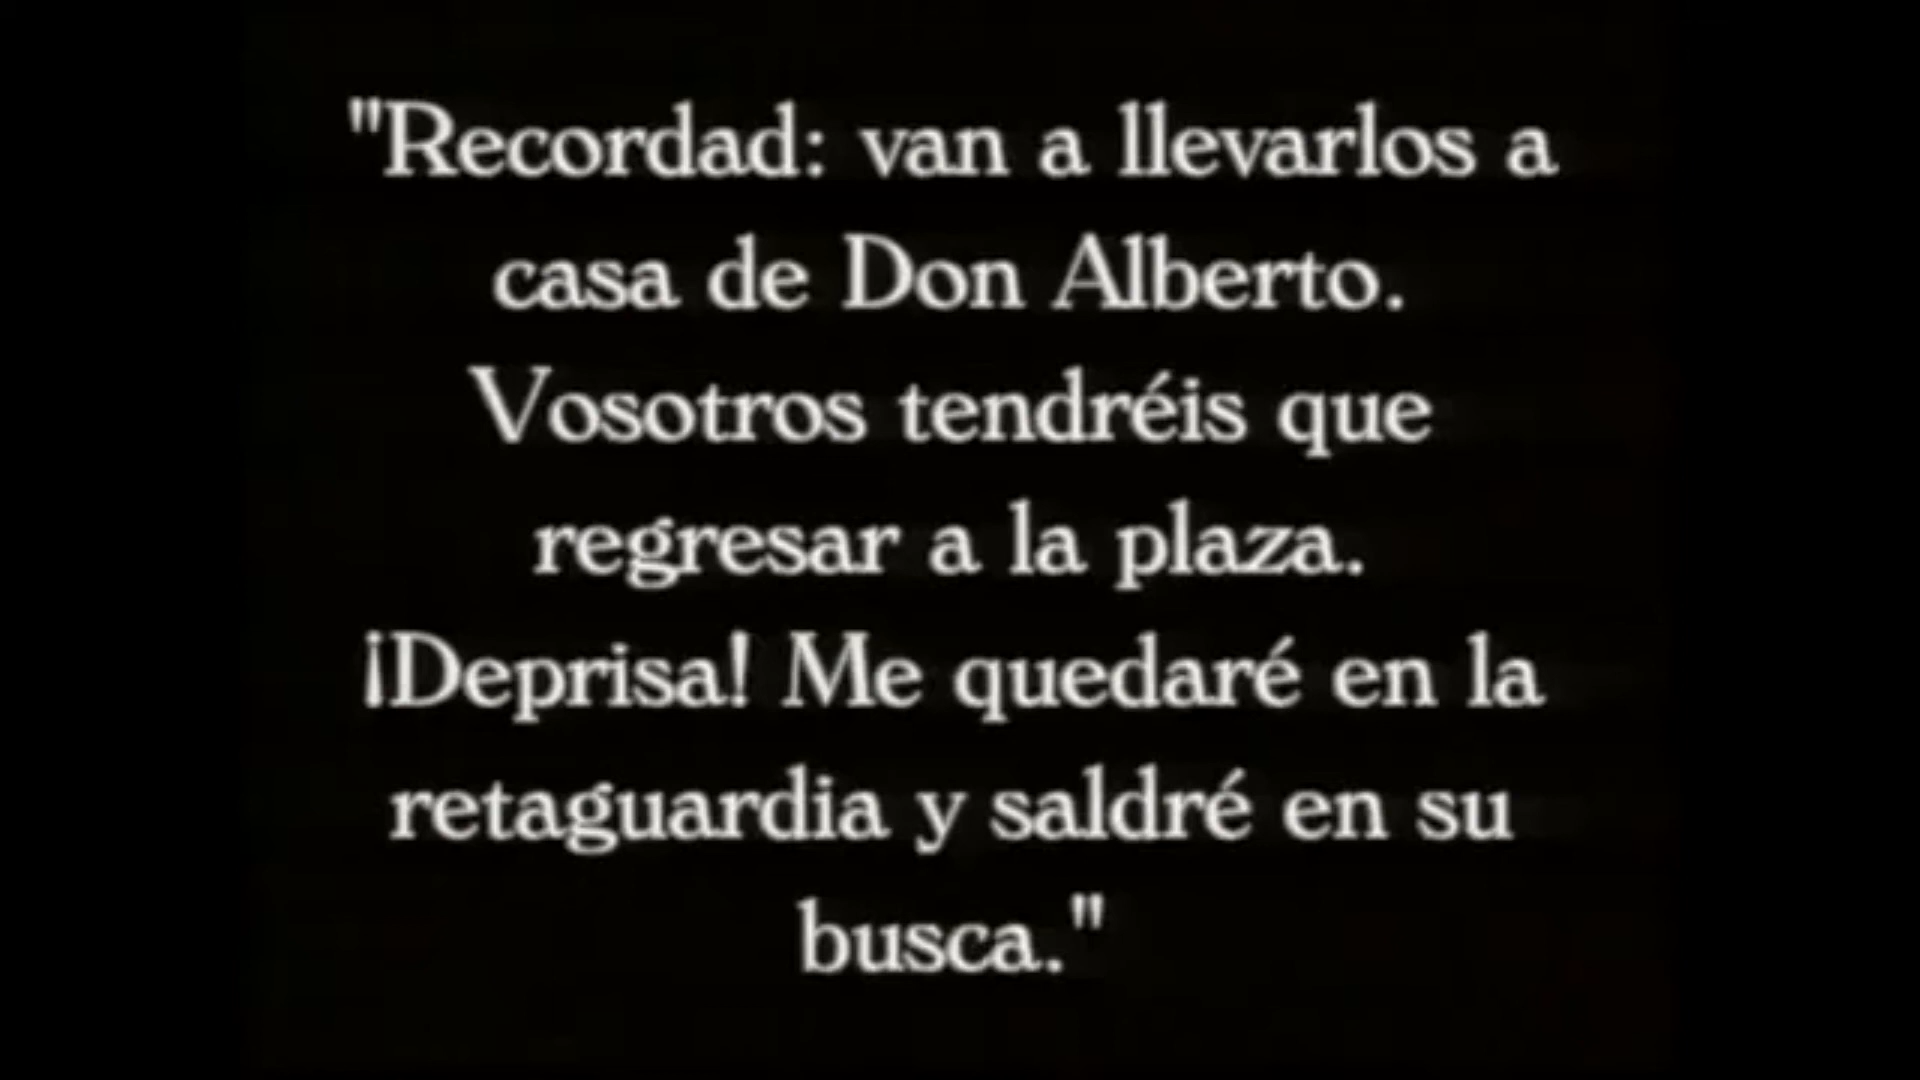 "Recordad: van a llevarlos a
casa de Don Alberto.
Vosotros tendréis que
regresar a la plaza.
¡Deprisa! Me quedaré en la
retaguardia y saldré en su
busca."